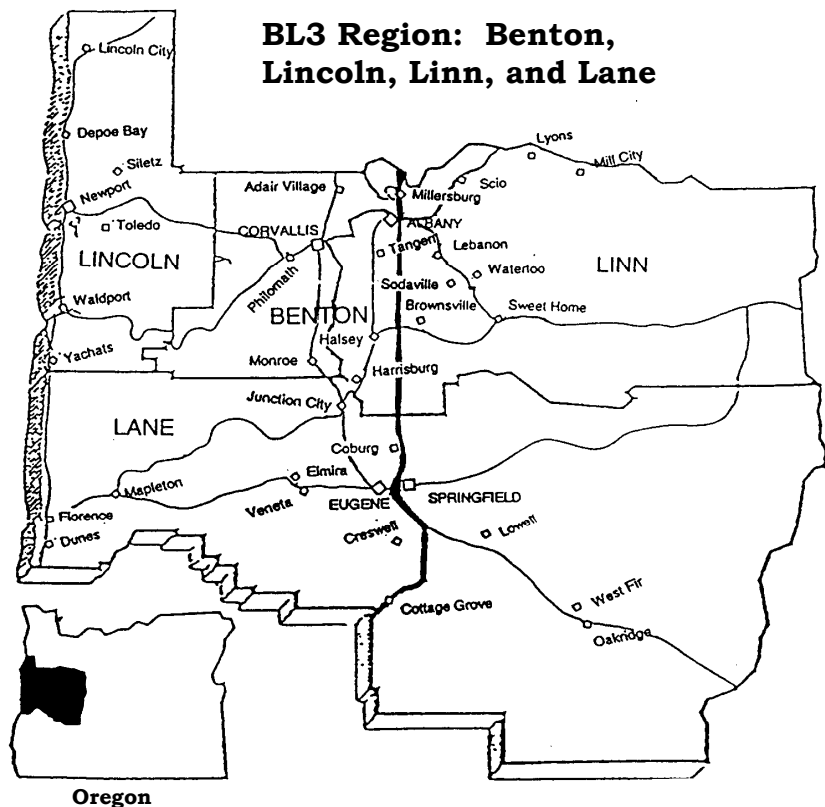 BL3 Region: Benton,
Lincoln, Linn, and Lane
Lincoln City
Depoe Bay
Lyons
Siletz
Mill City
Adair Village
Scio
Newport
Millersburg
Toledo
CORVALLIS
ALBANY
Tangent
Lebanon
LINCOLN
Philomath
LINN
Waterloo
Sodaville
Waldport
BENTON
Brownsville
Sweet Home
Halsey
Yachats
Monroe
Harrisburg
Junction City
LANE
Coburg
Elmira
Mapleton
Veneta
EUGENE
SPRINGFIELD
Florence
Dunes
Creswell
Lowell
Cottage Grove
West Fir
Oakridge
Oregon